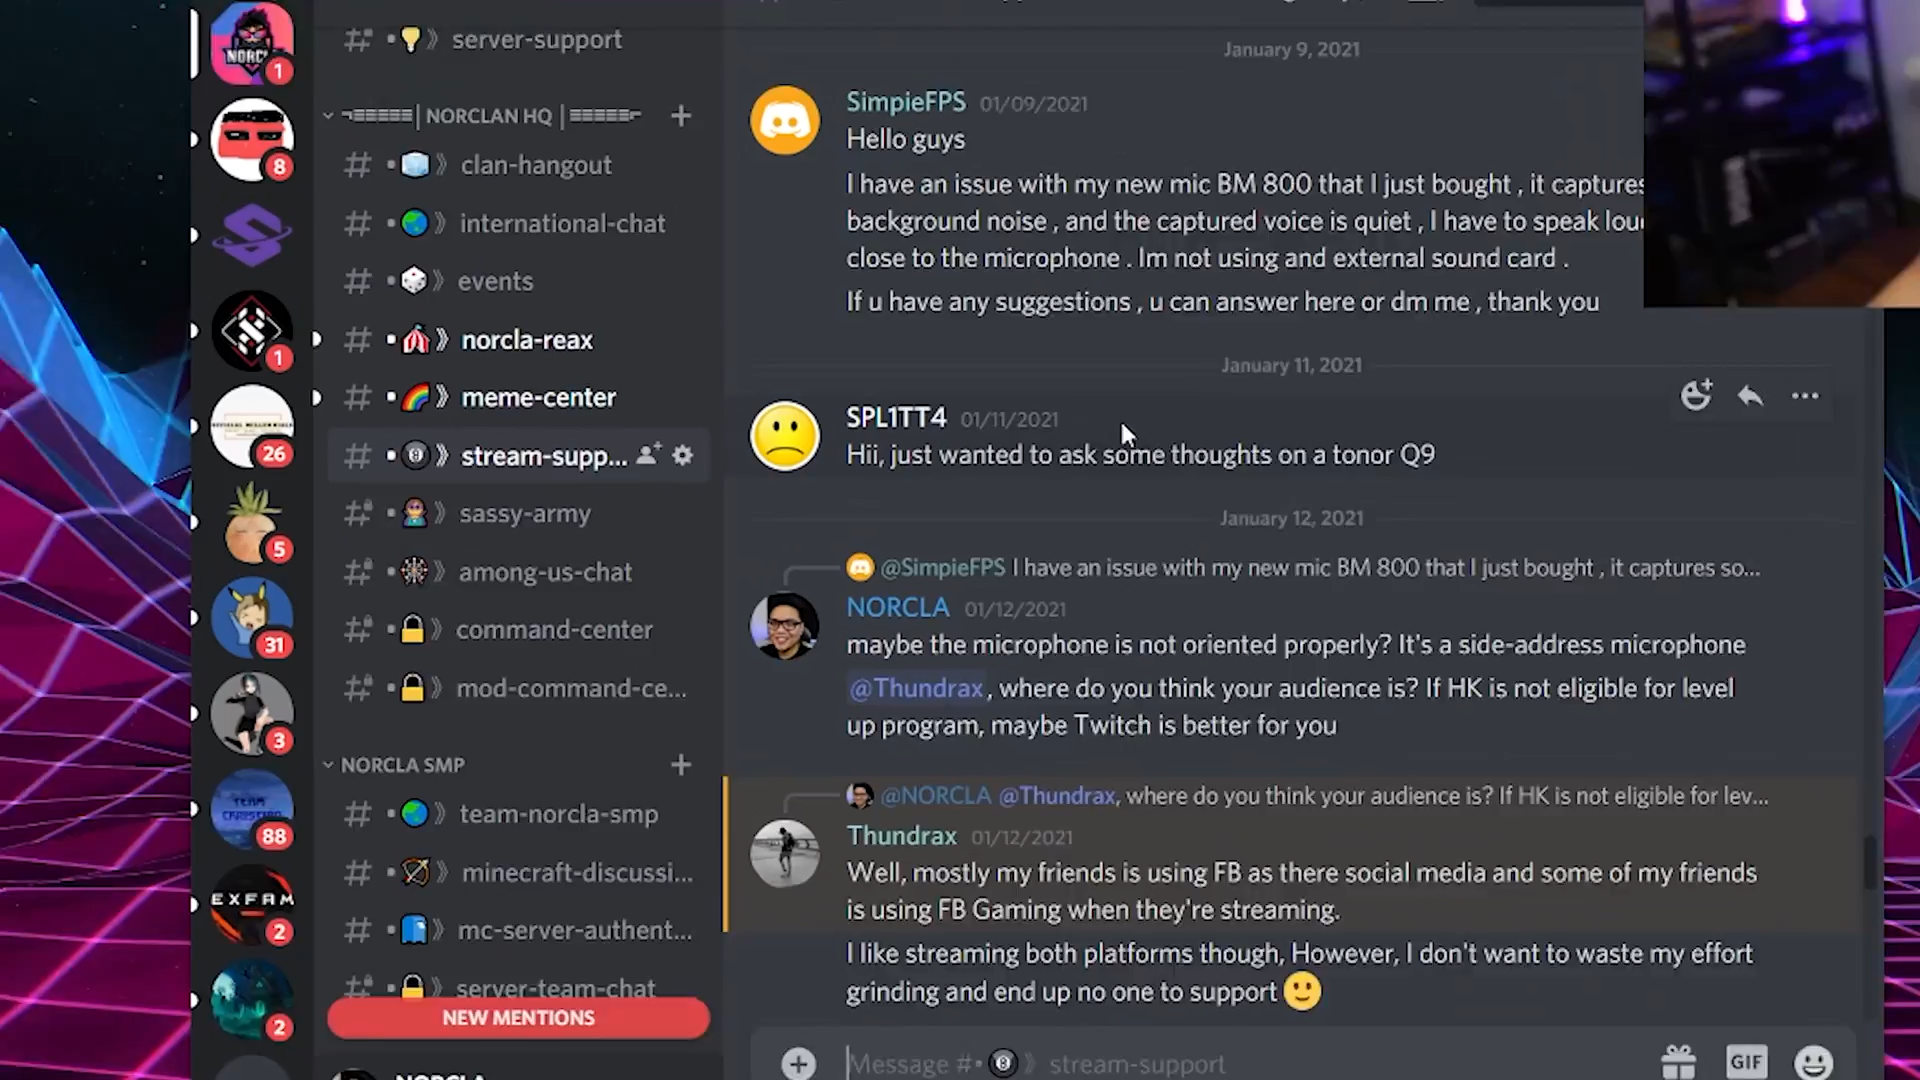 server-support
NORCLAN HQ
clan-hangout
international-chat
events
norcla-reax
meme-center
stream-supp...
sassy-army
among-us-chat
command-center
mod-command-ce...
NORCLA SMP
team-norcla-smp
minecraft-discussi...
mc-server-authent...
server-team-chat
NEW MENTIONS
NORCLA
1
8
1
26
5
31
3
TEAM
88
EXFAM
2
2
January 9, 2021
SimpieFPS 01/09/2021
Hello guys
I have an issue with my new mic BM 800 that I just bought , it captures
background noise , and the captured voice is quiet , I have to speak
close to the microphone . Im not using and external sound card .
If u have any suggestions , u can answer here or dm me , thank you
January 11, 2021
SPL1TT4 01/11/2021
Hii, just wanted to ask some thoughts on a tonor Q9
January 12, 2021
@SimpieFPS I have an issue with my new mic BM 800 that I just bought , it captures so...
NORCLA 01/12/2021
maybe the microphone is not oriented properly? It's a side-address microphone
@Thundrax, where do you think your audience is? If HK is not eligible for level
up program, maybe Twitch is better for you
@NORCLA @Thundrax, where do you think your audience is? If HK is not eligible for lev...
Thundrax 01/12/2021
Well, mostly my friends is using FB as there social media and some of my friends
is using FB Gaming when they're streaming.
I like streaming both platforms though, However, I don't want to waste my effort
grinding and end up no one to support
Message # stream-support
GIF